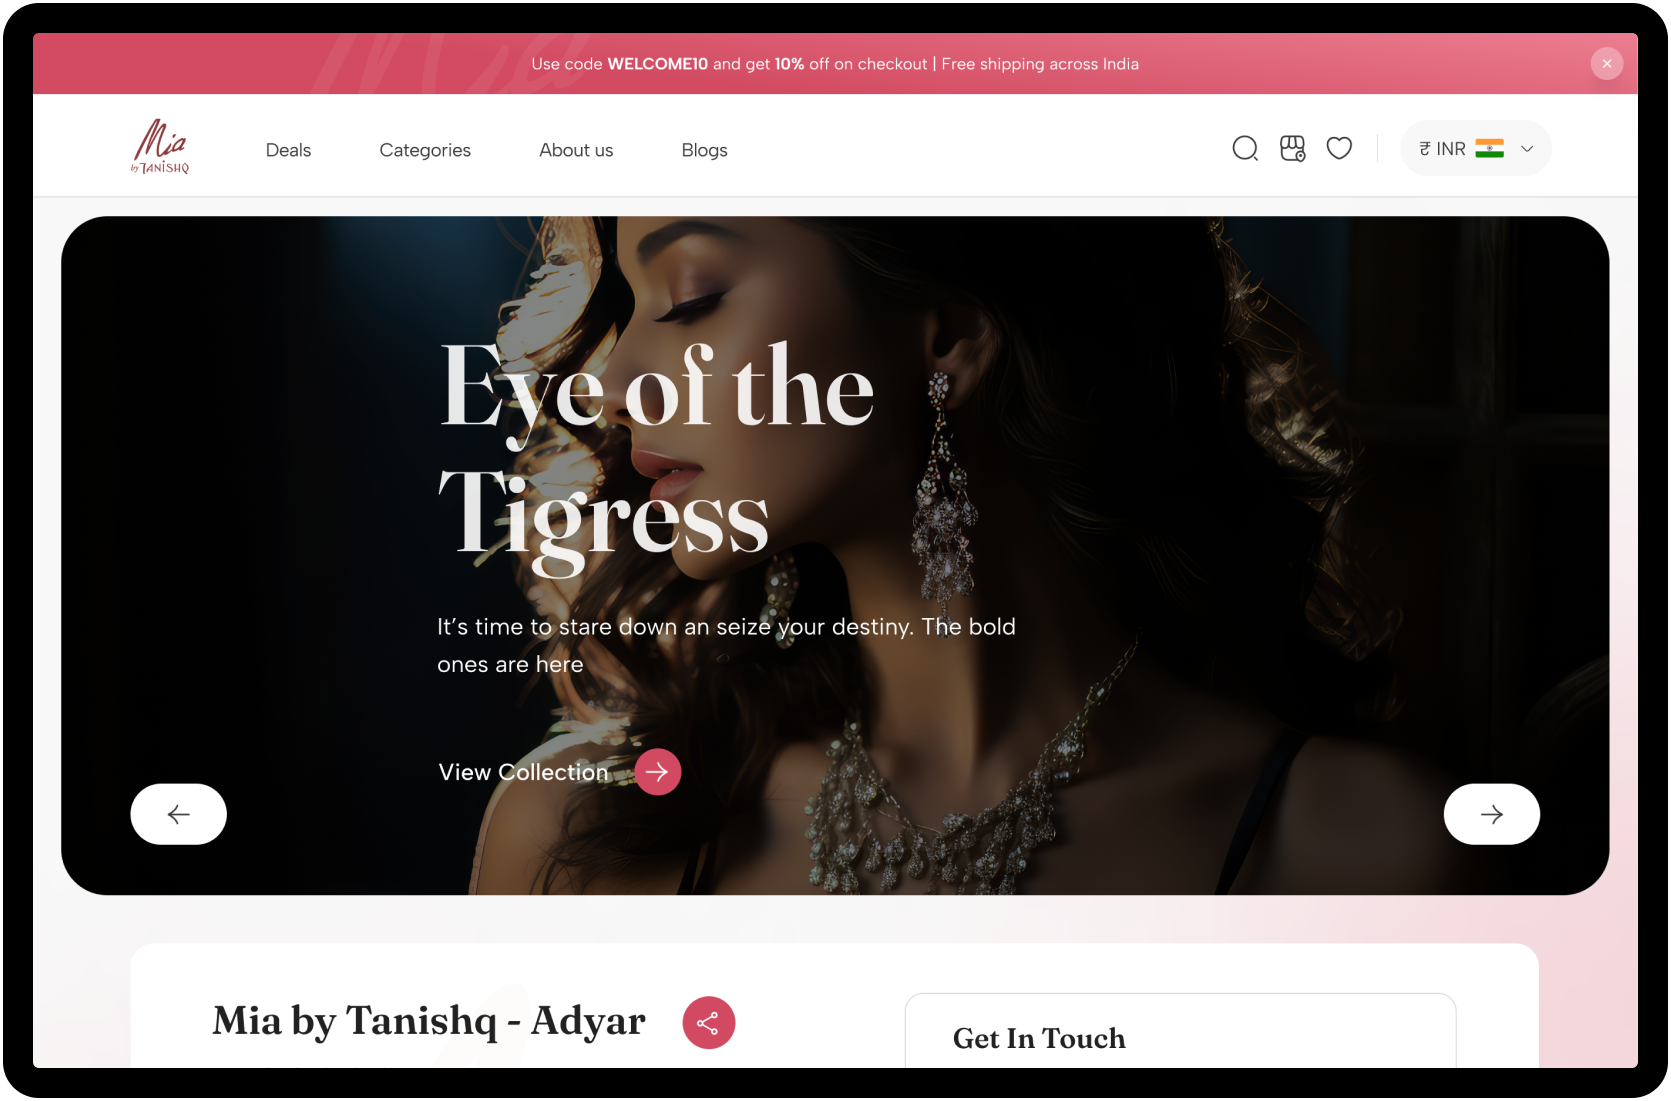 Use code WELCOME10 and get 10% off on checkout | Free shipping across India
Mia
by TANISHQ
Deals
Categories
About us
Blogs
₹ INR
Eye of the
Tigress
It's time to stare down an seize your destiny. The bold
ones are here
View Collection
Mia by Tanishq - Adyar
Get In Touch